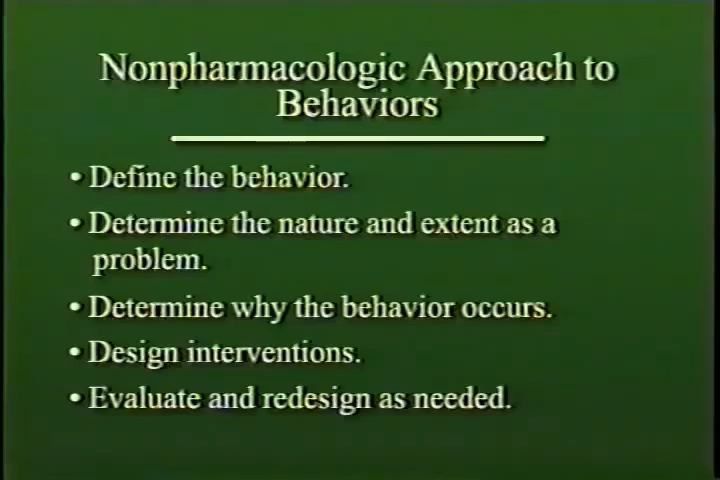 Nonpharmacologic Approach to
Behaviors
• Define the behavior.
• Determine the nature and extent as a
problem.
• Determine why the behavior occurs.
• Design interventions.
• Evaluate and redesign as needed.